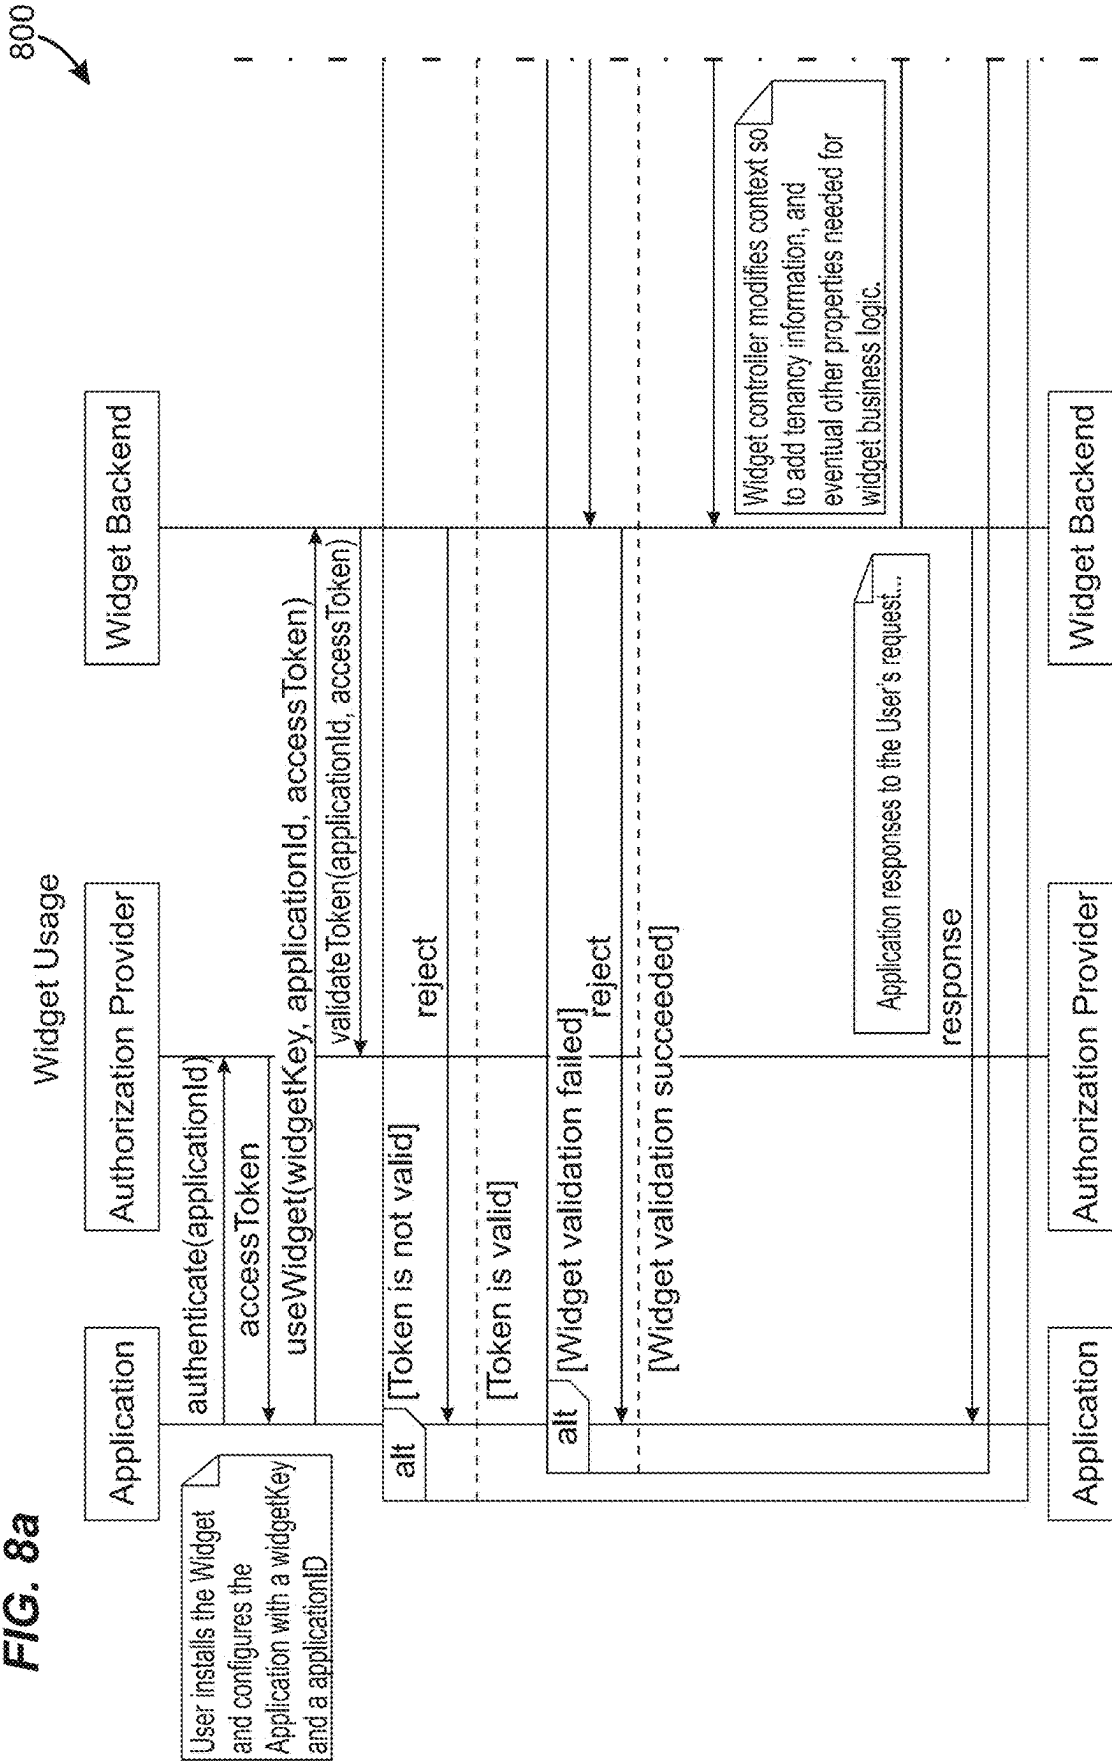 FIG. 8a
800
Widget Usage
Application
Authorization Provider
Widget Backend
User installs the Widget
and configures the
Application with a widgetKey
and a applicationID
authenticate(applicationId)
accessToken
useWidget(widgetKey, applicationId, accessToken)
validateToken(applicationId, accessToken)
alt
[Token is not valid]
reject
[Token is valid]
alt
[Widget validation failed]
reject
[Widget validation succeeded]
Widget controller modifies context so
to add tenancy information, and
eventual other properties needed for
widget business logic.
Application responses to the User's request...
response
Application
Authorization Provider
Widget Backend